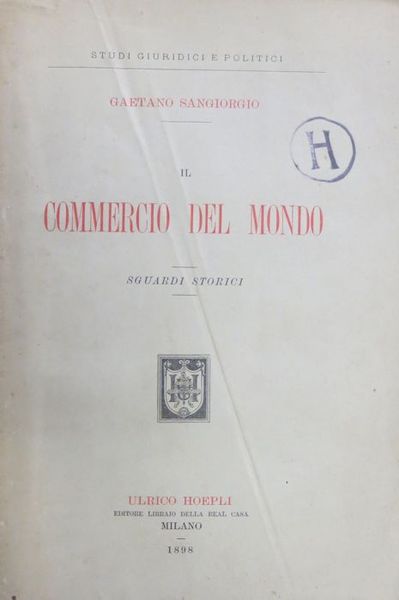 STUDI GIURIDICI E POLITICI
GAETANO SANGIORGIO
H
IL
COMMERCIO DEL MONDO
SGUARDI STORICI
ULRICO HOEPLI
EDITORE LIBRAIO DELLA REAL CASA
MILANO
1898